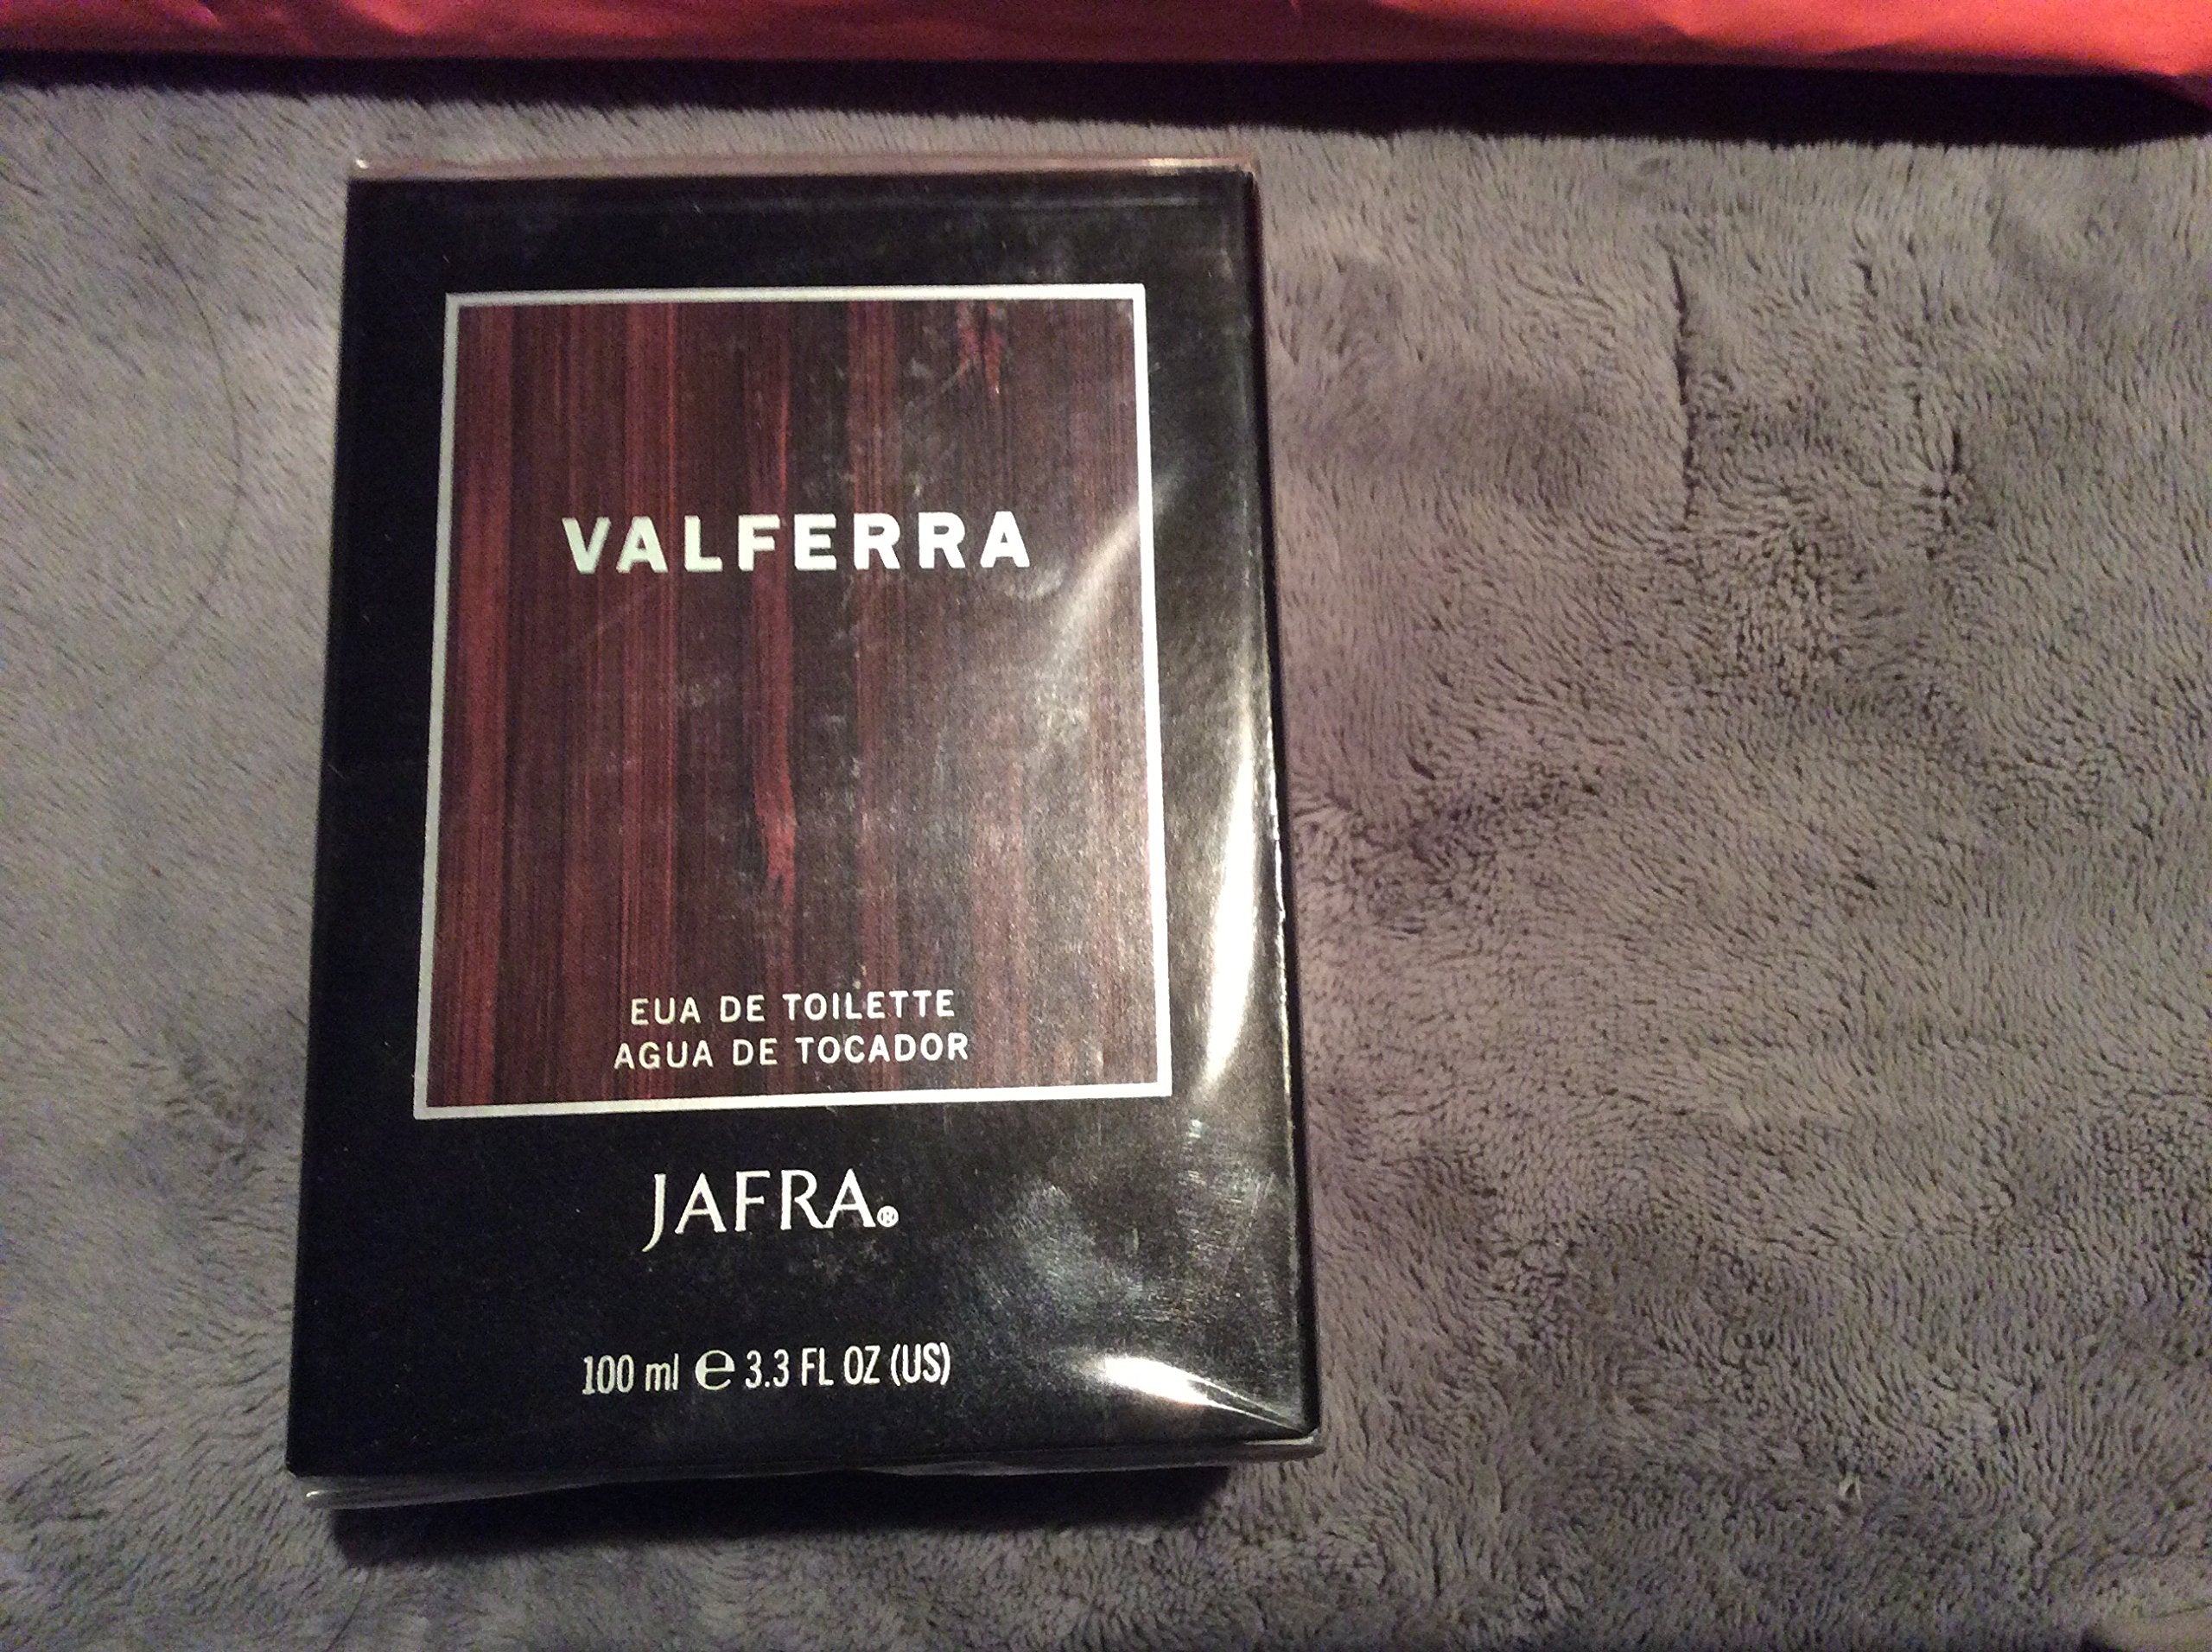 VALFERRA
EUA DE TOILETTE
AGUA DE TOCADOR
JAFRA®
100 ml ℮ 3.3 FL OZ (US)